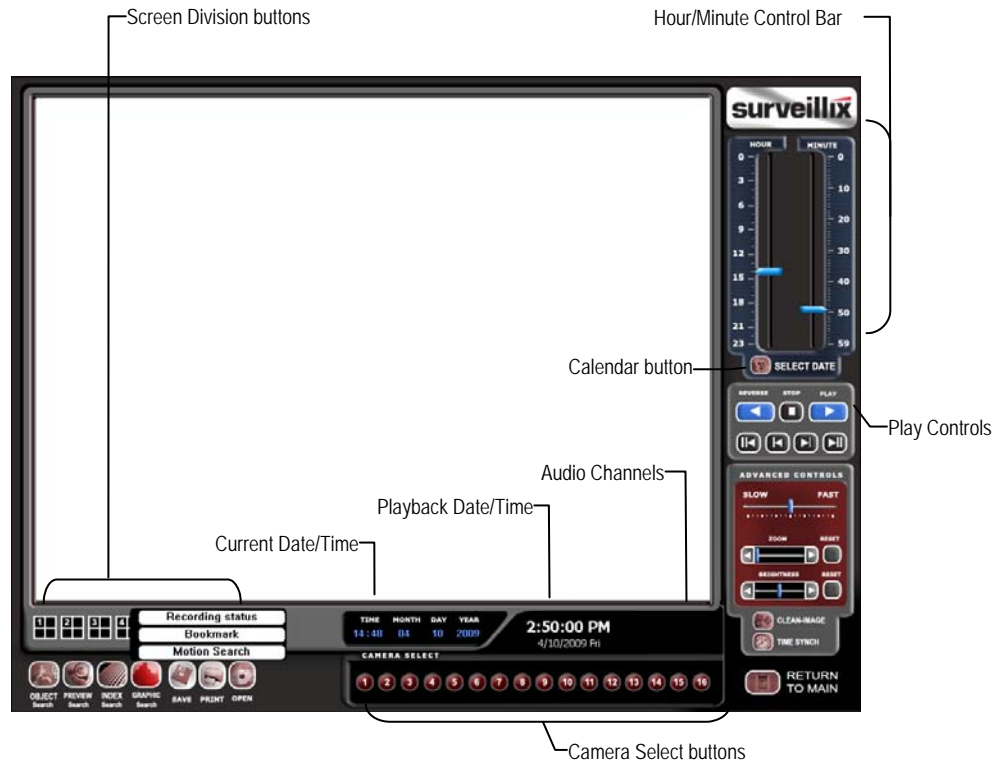 Screen Division buttons
Hour/Minute Control Bar
surveillix
HOUR MINUTE
0 0
3
10
6
20
9
12 30
15 40
18
50
21
23 59
Calendar button
SELECT DATE
REVERSE STOP PLAY
Play Controls
Audio Channels
ADVANCED CONTROLS
SLOW FAST
Playback Date/Time
ZOOM RESET
Current Date/Time
BRIGHTNESS RESET
1 2 3 4
Recording status
Bookmark
Motion Search
TIME MONTH DAY YEAR
14:48 04 10 2009
2:50:00 PM
4/10/2009 Fri
CLEAN-IMAGE
TIME SYNCH
CAMERA SELECT
1 2 3 4 5 6 7 8 9 10 11 12 13 14 15 16
OBJECT Search
PREVIEW Search
INDEX Search
GRAPHIC Search
SAVE PRINT OPEN
RETURN TO MAIN
Camera Select buttons